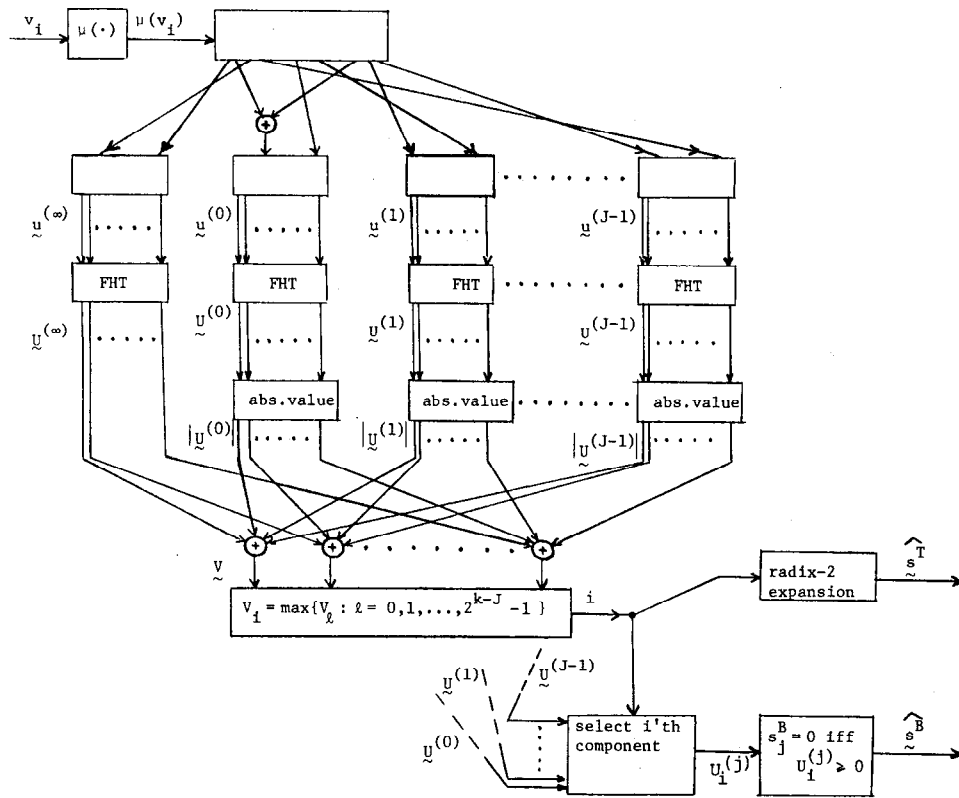 v_i μ(·) μ(v_i)
+
u^(∞) u^(0) u^(1) u^(J-1)
FHT FHT FHT FHT
U^(∞) U^(0) U^(1) U^(J-1)
abs.value abs.value abs.value
|U^(0)| |U^(1)| |U^(J-1)|
+ + +
V
V_i = max{V_ℓ : ℓ = 0,1,...,2^{k-J} -1 } i
radix-2
expansion
ŝ^T
U^(J-1)
U^(1)
U^(0)
select i'th
component
U_i^(j)
s_j^B = 0 iff
U_i^(j) ⩾ 0
ŝ^B